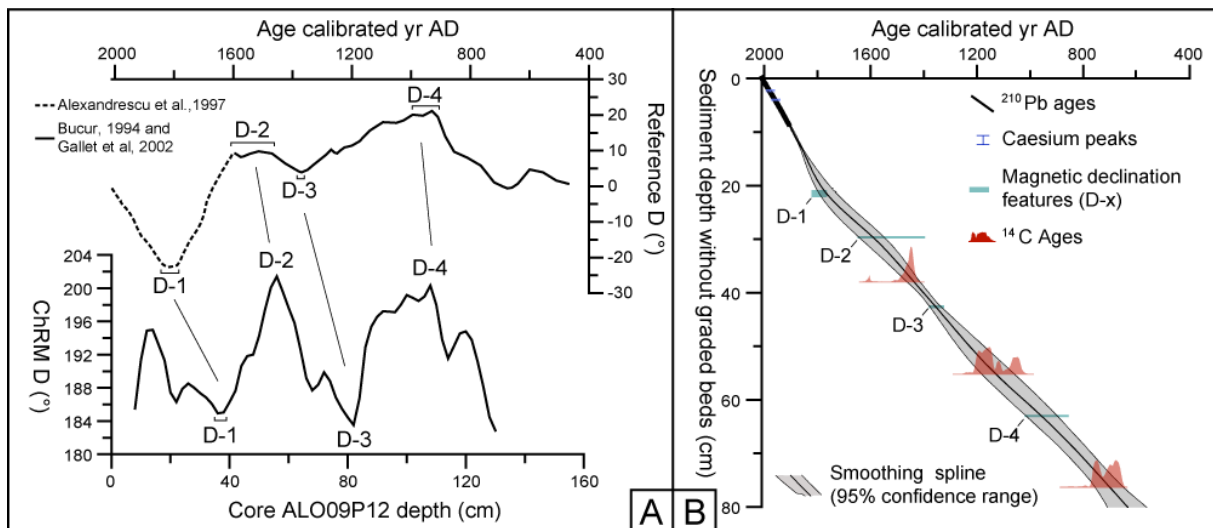 Age calibrated yr AD
2000 1600 1200 800 400
30
20
10
0
-10
-20
-30
Reference D (°)
Alexandrescu et al.,1997
Bucur, 1994 and
Gallet et al, 2002
D-1
D-2
D-3
D-4
204
200
196
192
188
184
180
ChRM D (°)
D-1
D-2
D-3
D-4
0 40 80 120 160
Core ALO09P12 depth (cm)
A
Age calibrated yr AD
2000 1600 1200 800 400
0
20
40
60
80
Sediment depth without graded beds (cm)
210Pb ages
Caesium peaks
Magnetic declination
features (D-x)
14C Ages
D-1
D-2
D-3
D-4
Smoothing spline
(95% confidence range)
B